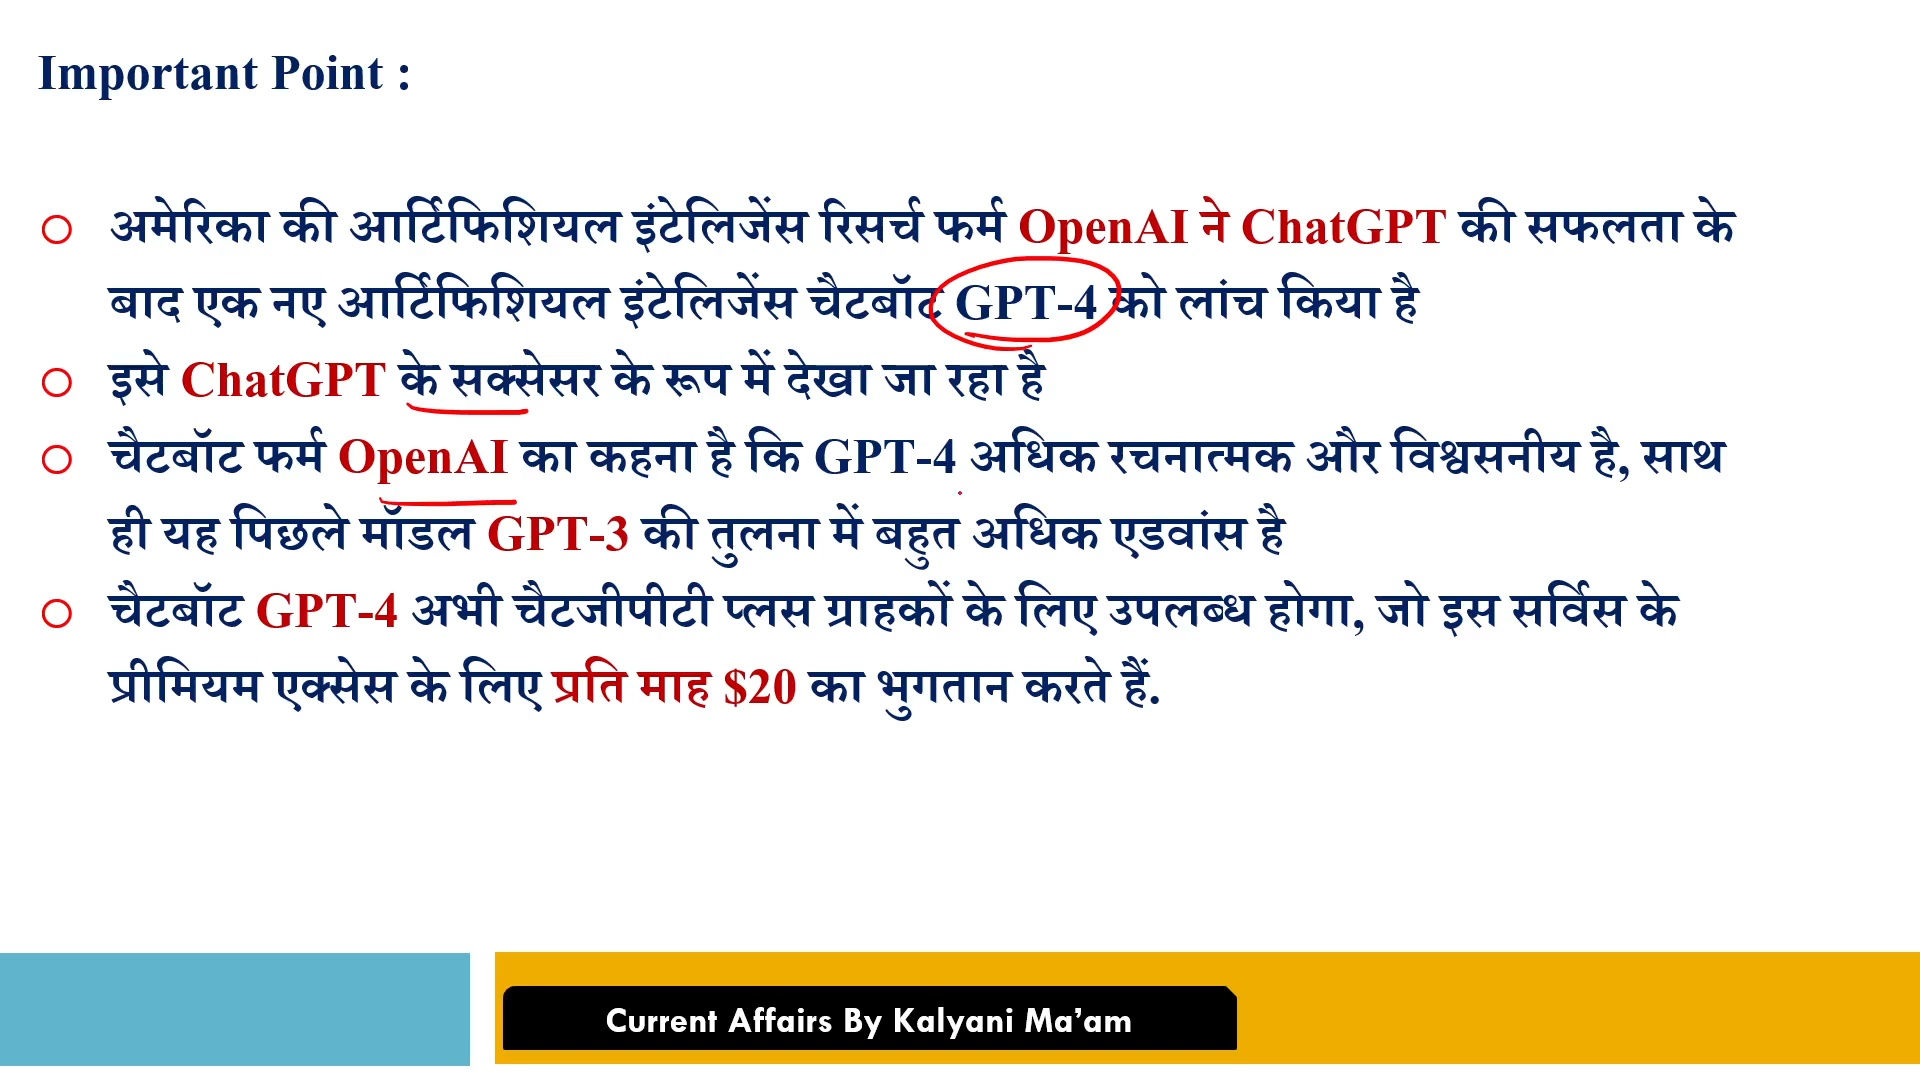 Important Point :
अमेरिका की आर्टिफिशियल इंटेलिजेंस रिसर्च फर्म OpenAI ने ChatGPT की सफलता के
बाद एक नए आर्टिफिशियल इंटेलिजेंस चैटबॉट GPT-4 को लांच किया है
इसे ChatGPT के सक्सेसर के रूप में देखा जा रहा है
चैटबॉट फर्म OpenAI का कहना है कि GPT-4 अधिक रचनात्मक और विश्वसनीय है, साथ
ही यह पिछले मॉडल GPT-3 की तुलना में बहुत अधिक एडवांस है
चैटबॉट GPT-4 अभी चैटजीपीटी प्लस ग्राहकों के लिए उपलब्ध होगा, जो इस सर्विस के
प्रीमियम एक्सेस के लिए प्रति माह $20 का भुगतान करते हैं.
Current Affairs By Kalyani Ma’am